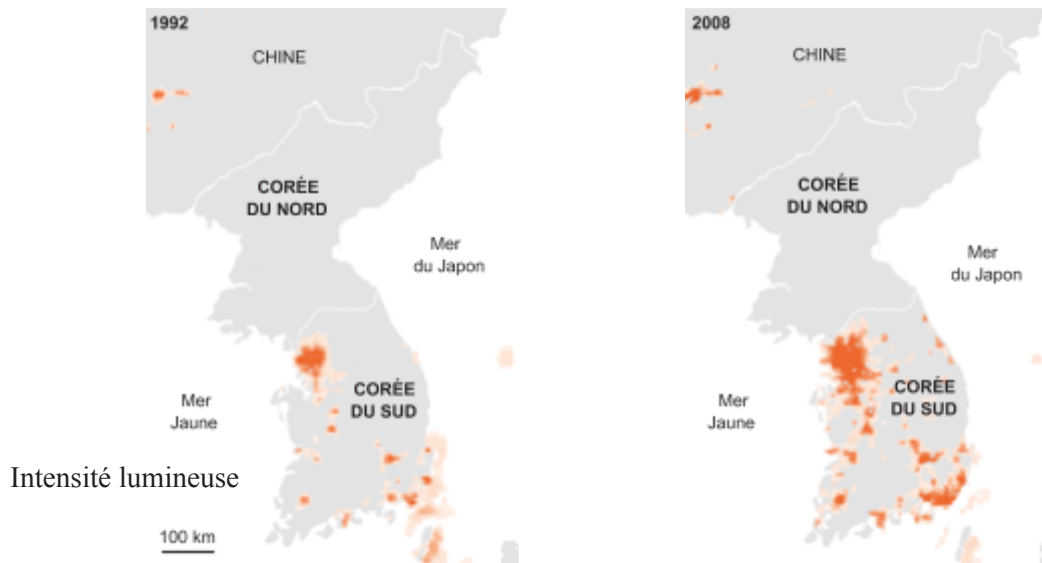 1992
CHINE
CORÉE
DU NORD
Mer
du Japon
CORÉE
DU SUD
Mer
Jaune
Intensité lumineuse
100 km
2008
CHINE
CORÉE
DU NORD
Mer
du Japon
CORÉE
DU SUD
Mer
Jaune